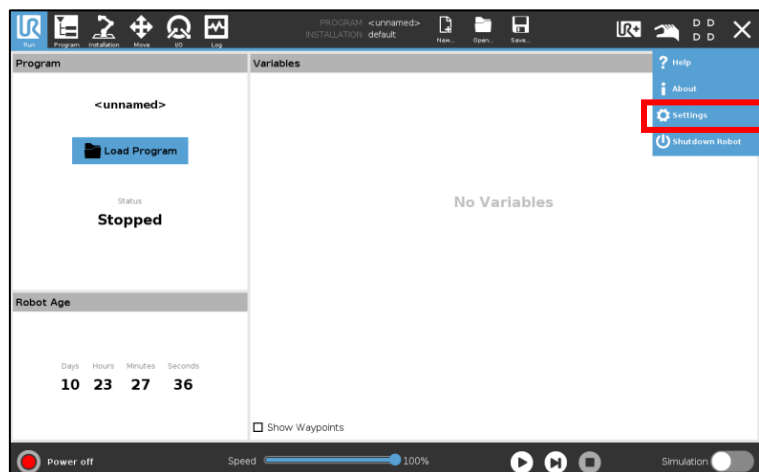 UR
Run
Program
Installation
Move
I/O
Log
PROGRAM <unnamed>
INSTALLATION default
New...
Open...
Save...
UR+
D D
D D
Program
<unnamed>
Load Program
Status
Stopped
Robot Age
Days Hours Minutes Seconds
10 23 27 36
Variables
No Variables
Show Waypoints
? Help
i About
Settings
Shutdown Robot
Power off
Speed 100%
Simulation